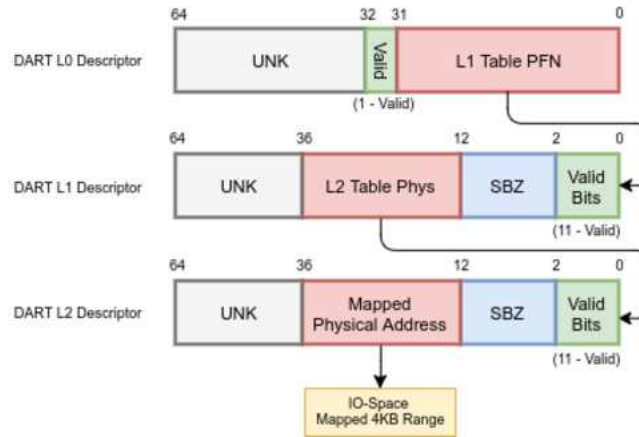 64 32 31 0
DART L0 Descriptor UNK Valid L1 Table PFN
(1 - Valid)
64 36 12 2 0
DART L1 Descriptor UNK L2 Table Phys SBZ Valid
Bits
(11 - Valid)
64 36 12 2 0
DART L2 Descriptor UNK Mapped
Physical Address SBZ Valid
Bits
(11 - Valid)
IO-Space
Mapped 4KB Range